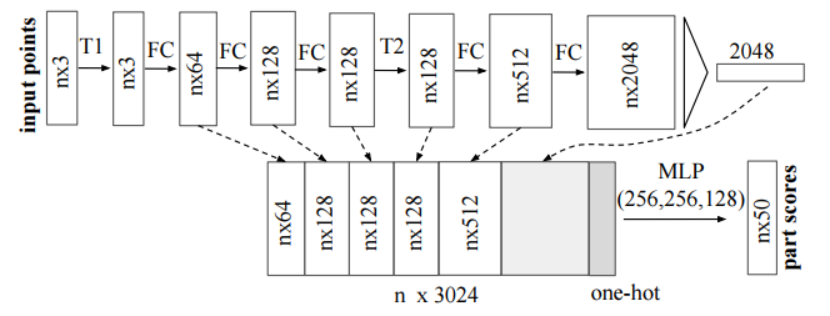 input points
nx3
T1
nx3
FC
nx64
FC
nx128
FC
nx128
T2
nx128
FC
nx512
FC
nx2048
2048
nx64
nx128
nx128
nx128
nx512
MLP
(256,256,128)
nx50
part scores
n x 3024
one-hot